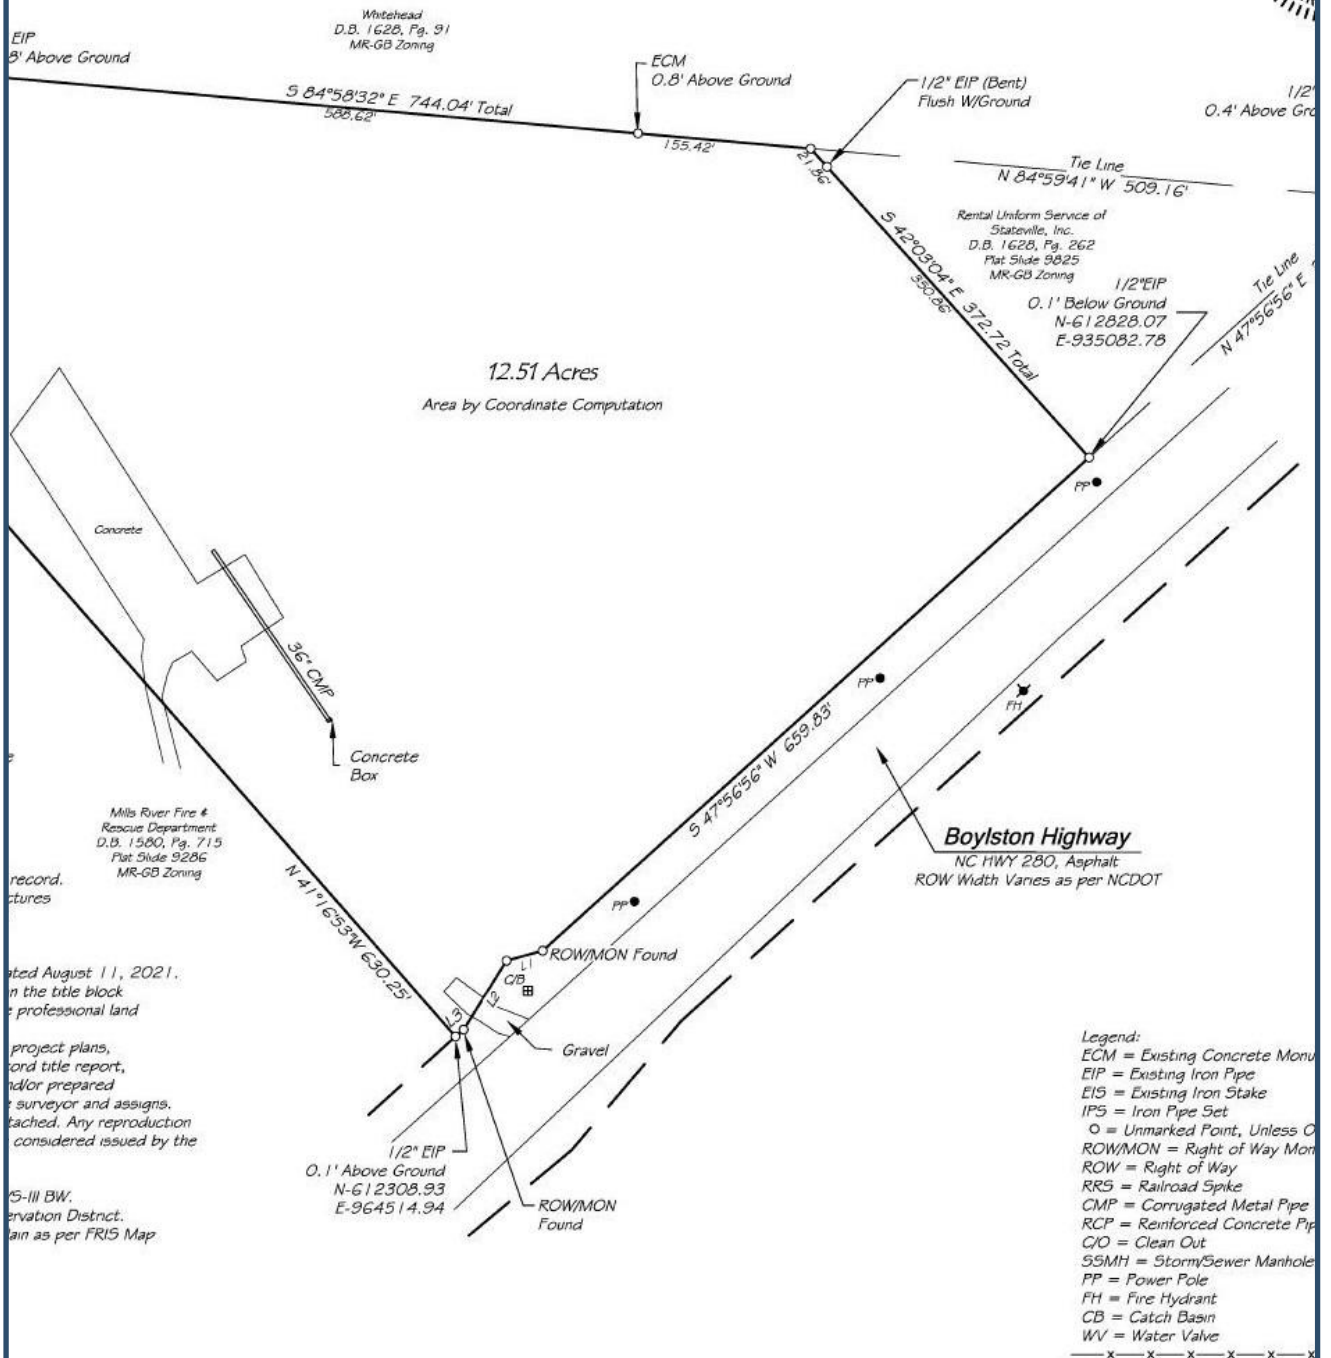 Whitehead
D.B. 1628, Pg. 91
MR-GB Zoning
EIP
8' Above Ground
ECM
0.8' Above Ground
1/2" EIP (Bent)
Flush W/Ground
1/2"
0.4' Above Gro
S 84°58'32" E 744.04' Total
588.62'
155.42'
21.86'
Tie Line
N 84°59'41" W 509.16'
Rental Uniform Service of
Stateville, Inc.
D.B. 1628, Pg. 262
Plat Slide 9825
MR-GB Zoning
S 42°03'04" E 372.72 Total
350.86'
1/2"EIP
0.1' Below Ground
N-612828.07
E-935082.78
Tie Line
N 47°56'56" E
12.51 Acres
Area by Coordinate Computation
PP
Concrete
36" CMP
Concrete
Box
PP
FH
S 47°56'56" W 659.83'
Mills River Fire &
Rescue Department
D.B. 1580, Pg. 715
Plat Slide 9286
MR-GB Zoning
Boylston Highway
NC HWY 280, Asphalt
ROW Width Varies as per NCDOT
record.
ctures
N 41°16'53"W 630.25'
PP
ROW/MON Found
L1
C/B
L2
L3
Gravel
ated August 11, 2021.
n the title block
professional land
project plans,
ord title report,
nd/or prepared
surveyor and assigns.
tached. Any reproduction
considered issued by the
1/2" EIP
0.1' Above Ground
N-612308.93
E-964514.94
ROW/MON
Found
/S-III BW.
ervation District.
ain as per FRIS Map
Legend:
ECM = Existing Concrete Monu
EIP = Existing Iron Pipe
EIS = Existing Iron Stake
IPS = Iron Pipe Set
O = Unmarked Point, Unless O
ROW/MON = Right of Way Mon
ROW = Right of Way
RRS = Railroad Spike
CMP = Corrugated Metal Pipe
RCP = Reinforced Concrete Pip
C/O = Clean Out
SSMH = Storm/Sewer Manhole
PP = Power Pole
FH = Fire Hydrant
CB = Catch Basin
WV = Water Valve
x x x x x x